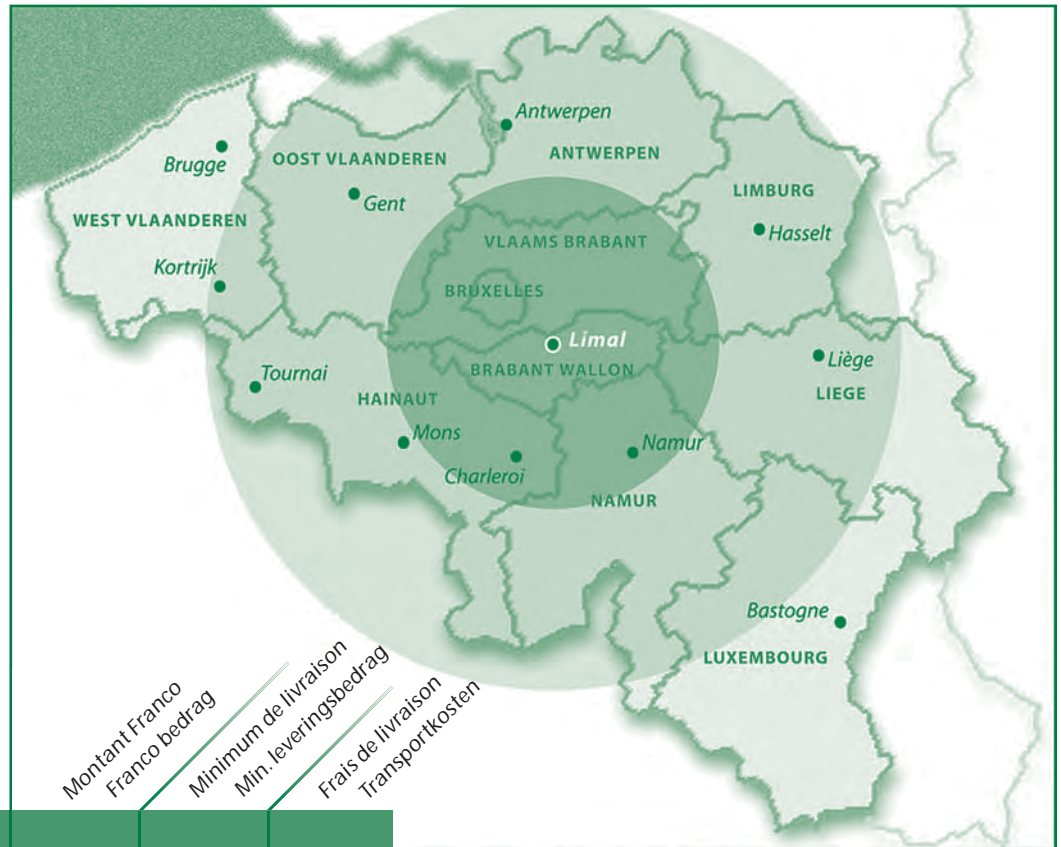 Antwerpen
Brugge
OOST VLAANDEREN
ANTWERPEN
LIMBURG
Gent
WEST VLAANDEREN
Hasselt
VLAAMS BRABANT
Kortrijk
BRUXELLES
Limal
Liège
Tournai
BRABANT WALLON
HAINAUT
LIEGE
Mons
Namur
Charleroi
NAMUR
Bastogne
LUXEMBOURG
Montant Franco
Franco bedrag
Minimum de livraison
Min. leveringsbedrag
Frais de livraison
Transportkosten